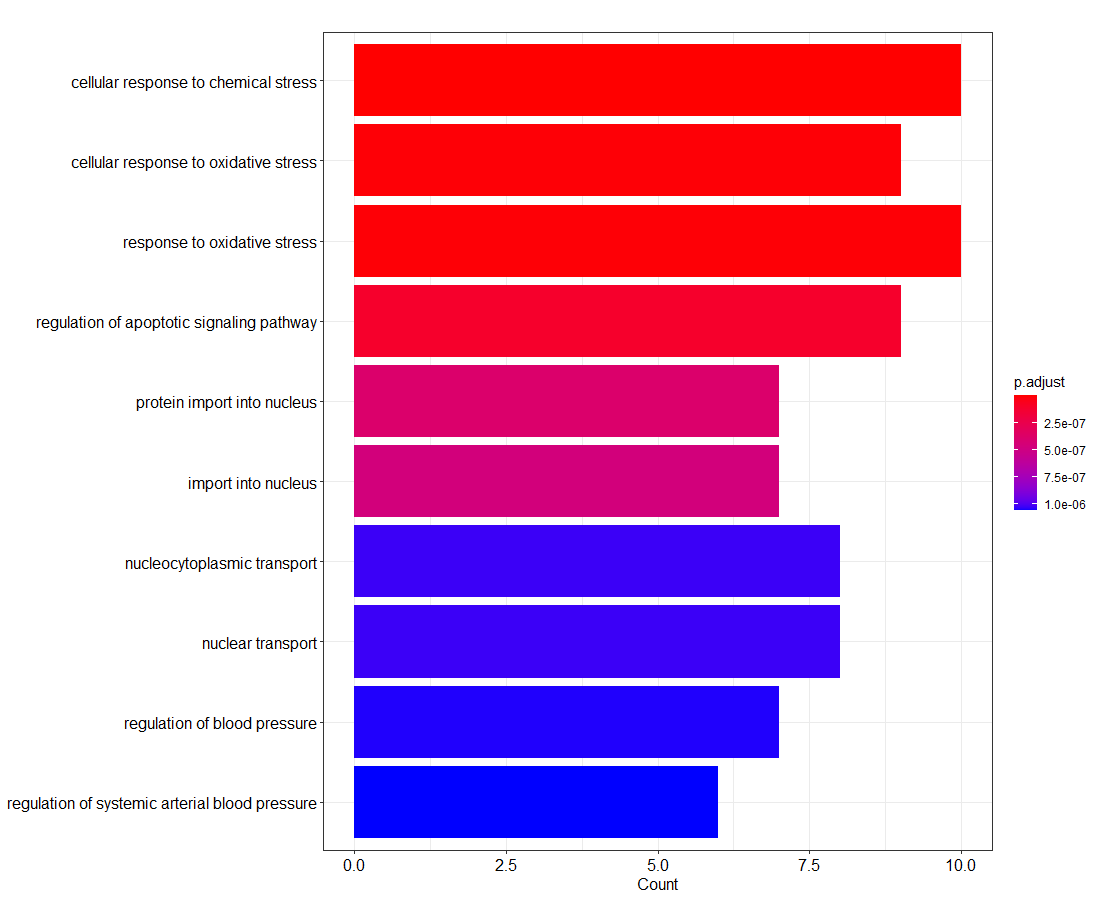 cellular response to chemical stress
cellular response to oxidative stress
response to oxidative stress
regulation of apoptotic signaling pathway
protein import into nucleus
import into nucleus
nucleocytoplasmic transport
nuclear transport
regulation of blood pressure
regulation of systemic arterial blood pressure
0.0 2.5 5.0 7.5 10.0
Count
p.adjust
2.5e-07
5.0e-07
7.5e-07
1.0e-06